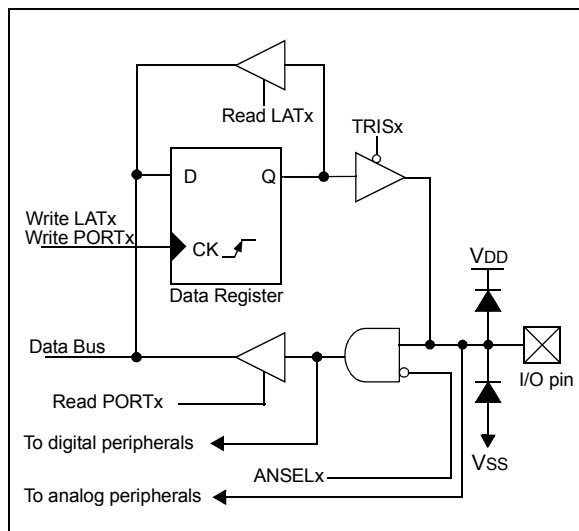 Read LATx
TRISx
D
Q
Write LATx
Write PORTx
CK
Data Register
VDD
Data Bus
I/O pin
Read PORTx
To digital peripherals
VSS
ANSELx
To analog peripherals